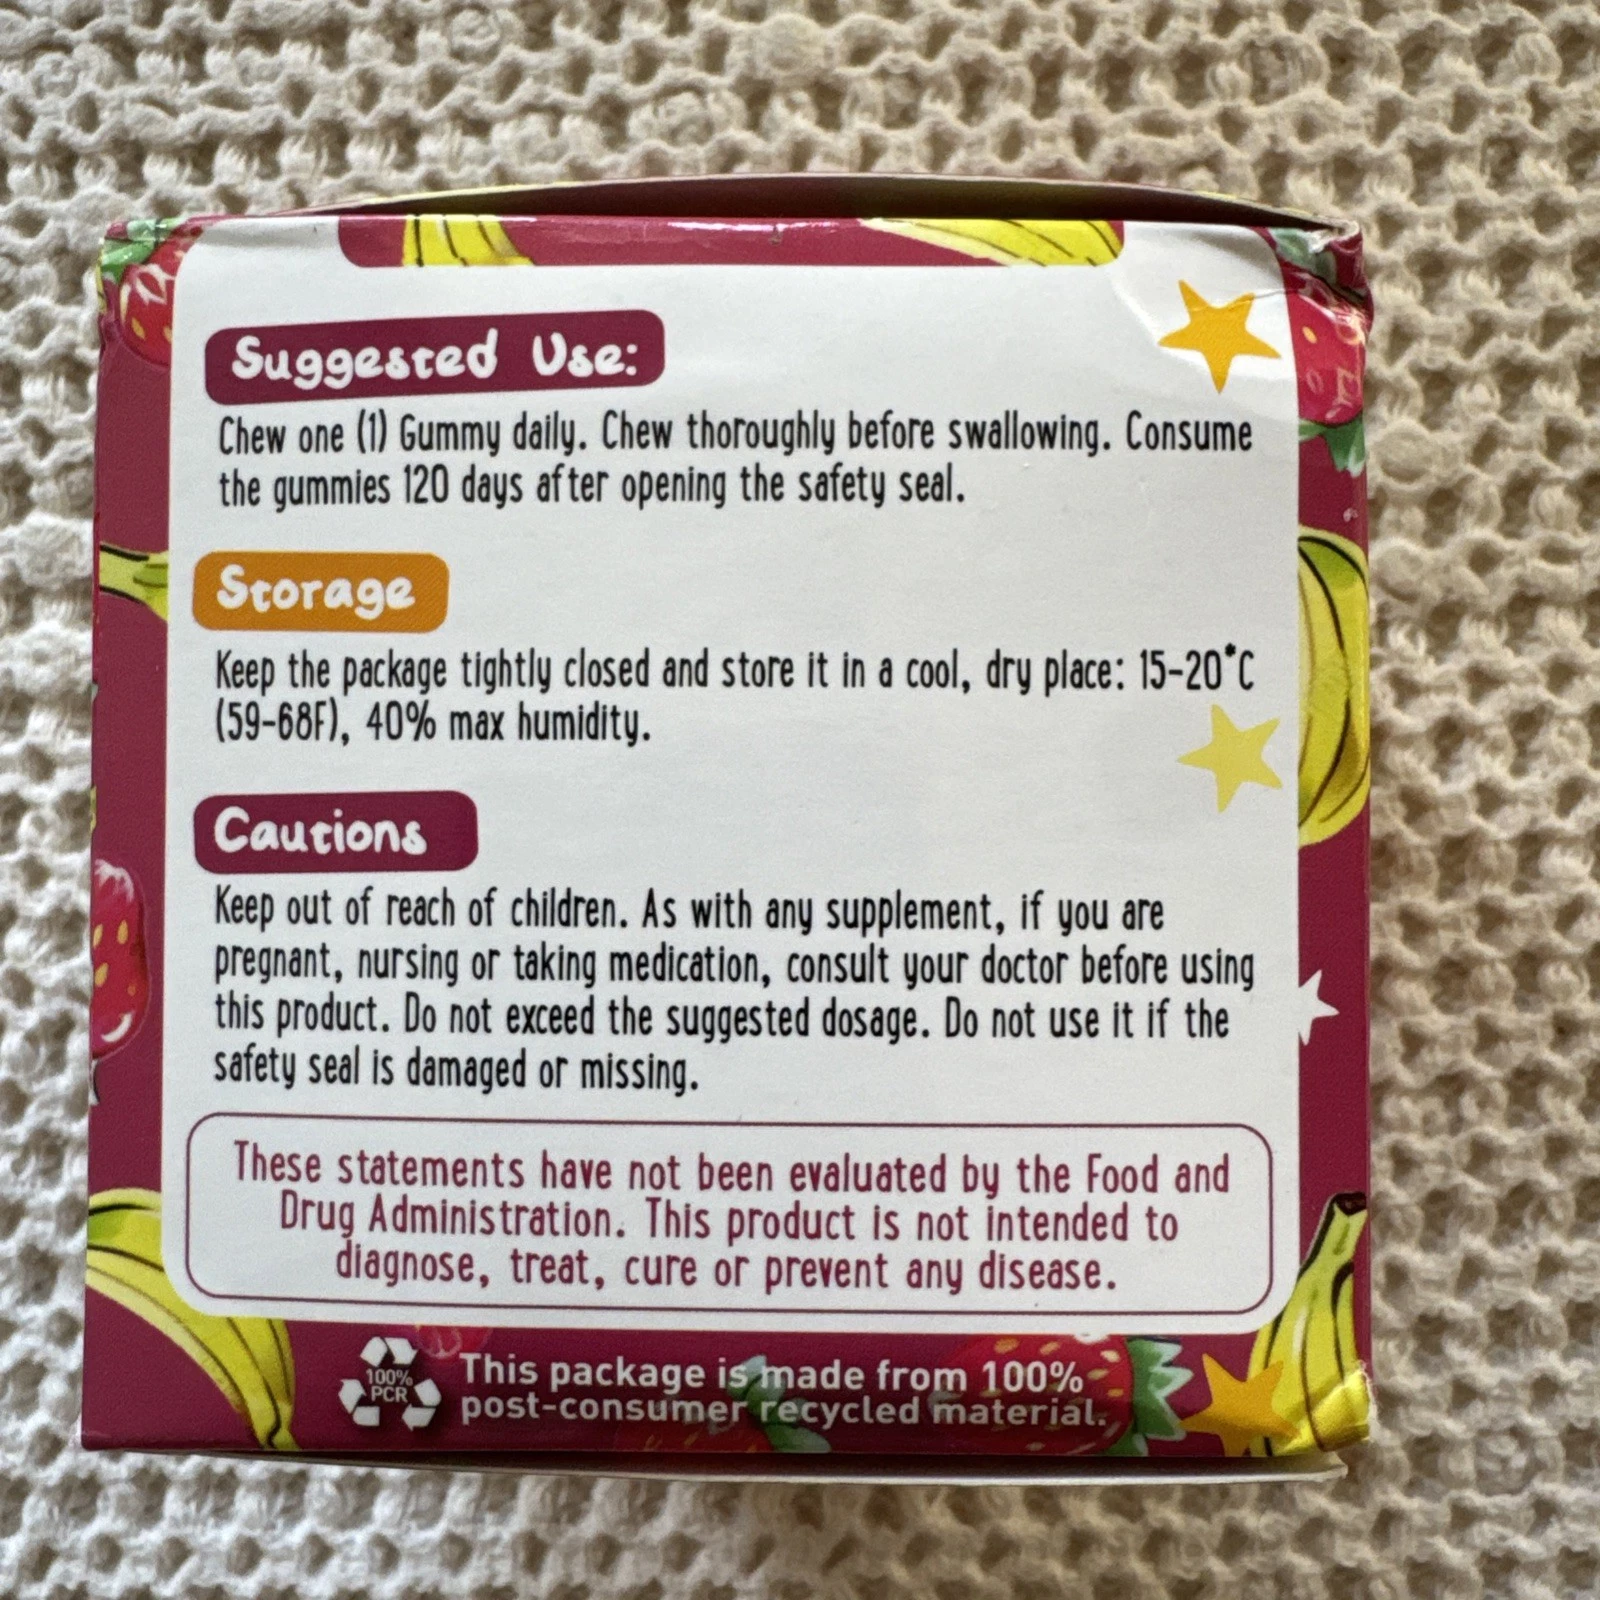 Suggested Use:
Chew one (1) Gummy daily. Chew thoroughly before swallowing. Consume
the gummies 120 days after opening the safety seal.
Storage
Keep the package tightly closed and store it in a cool, dry place: 15-20°C
(59-68F), 40% max humidity.
Cautions
Keep out of reach of children. As with any supplement, if you are
pregnant, nursing or taking medication, consult your doctor before using
this product. Do not exceed the suggested dosage. Do not use it if the
safety seal is damaged or missing.
These statements have not been evaluated by the Food and
Drug Administration. This product is not intended to
diagnose, treat, cure or prevent any disease.
100%
PCR
This package is made from 100%
post-consumer recycled material.